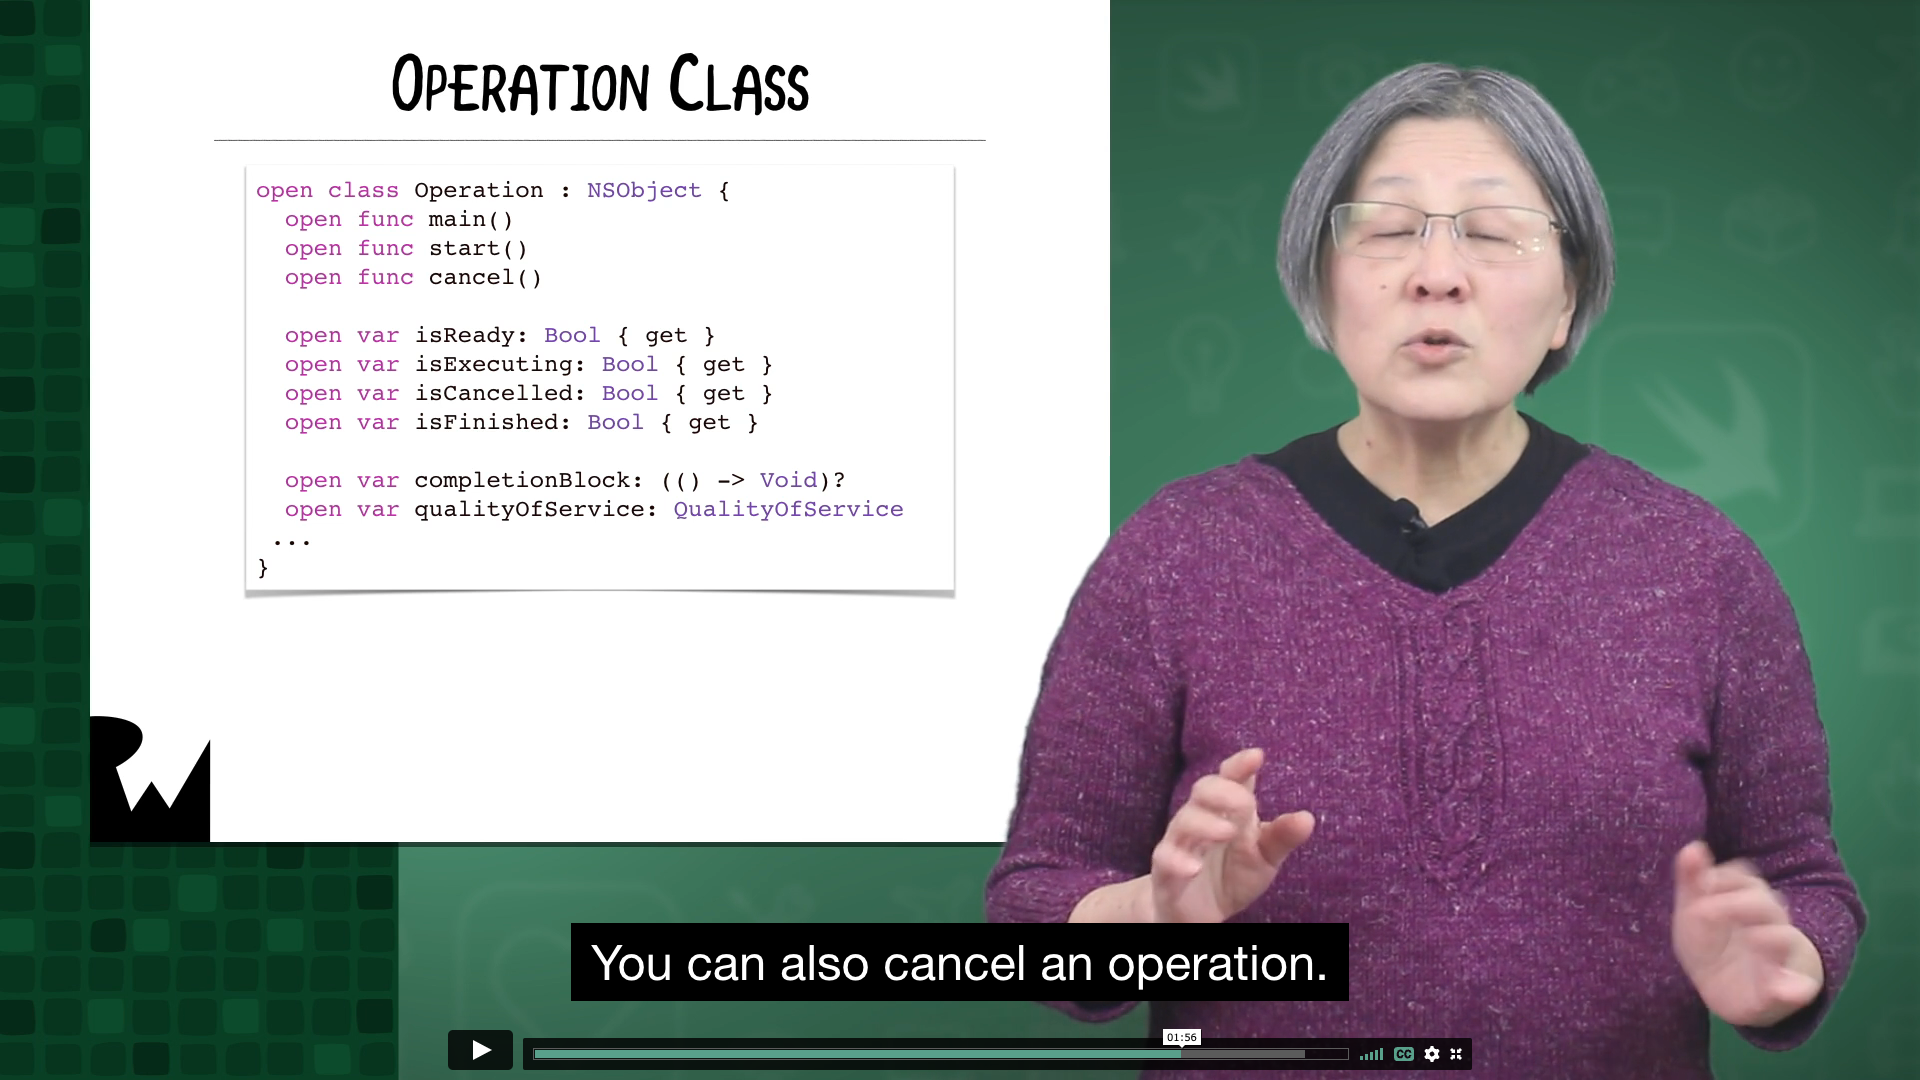 OPERATION CLASS
open class Operation : NSObject {
  open func main()
  open func start()
  open func cancel()
  open var isReady: Bool { get }
  open var isExecuting: Bool { get }
  open var isCancelled: Bool { get }
  open var isFinished: Bool { get }
  open var completionBlock: (() -> Void)?
  open var qualityOfService: QualityOfService
 ...
}
RW
You can also cancel an operation.
01:56
CC